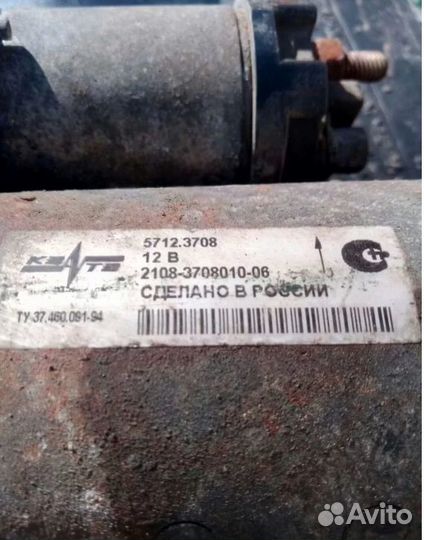 КЗАТЭ
5712.3708
12 В
2108-3708010-06
СДЕЛАНО В РОССИИ
ТУ 37.460.091-94
Avito